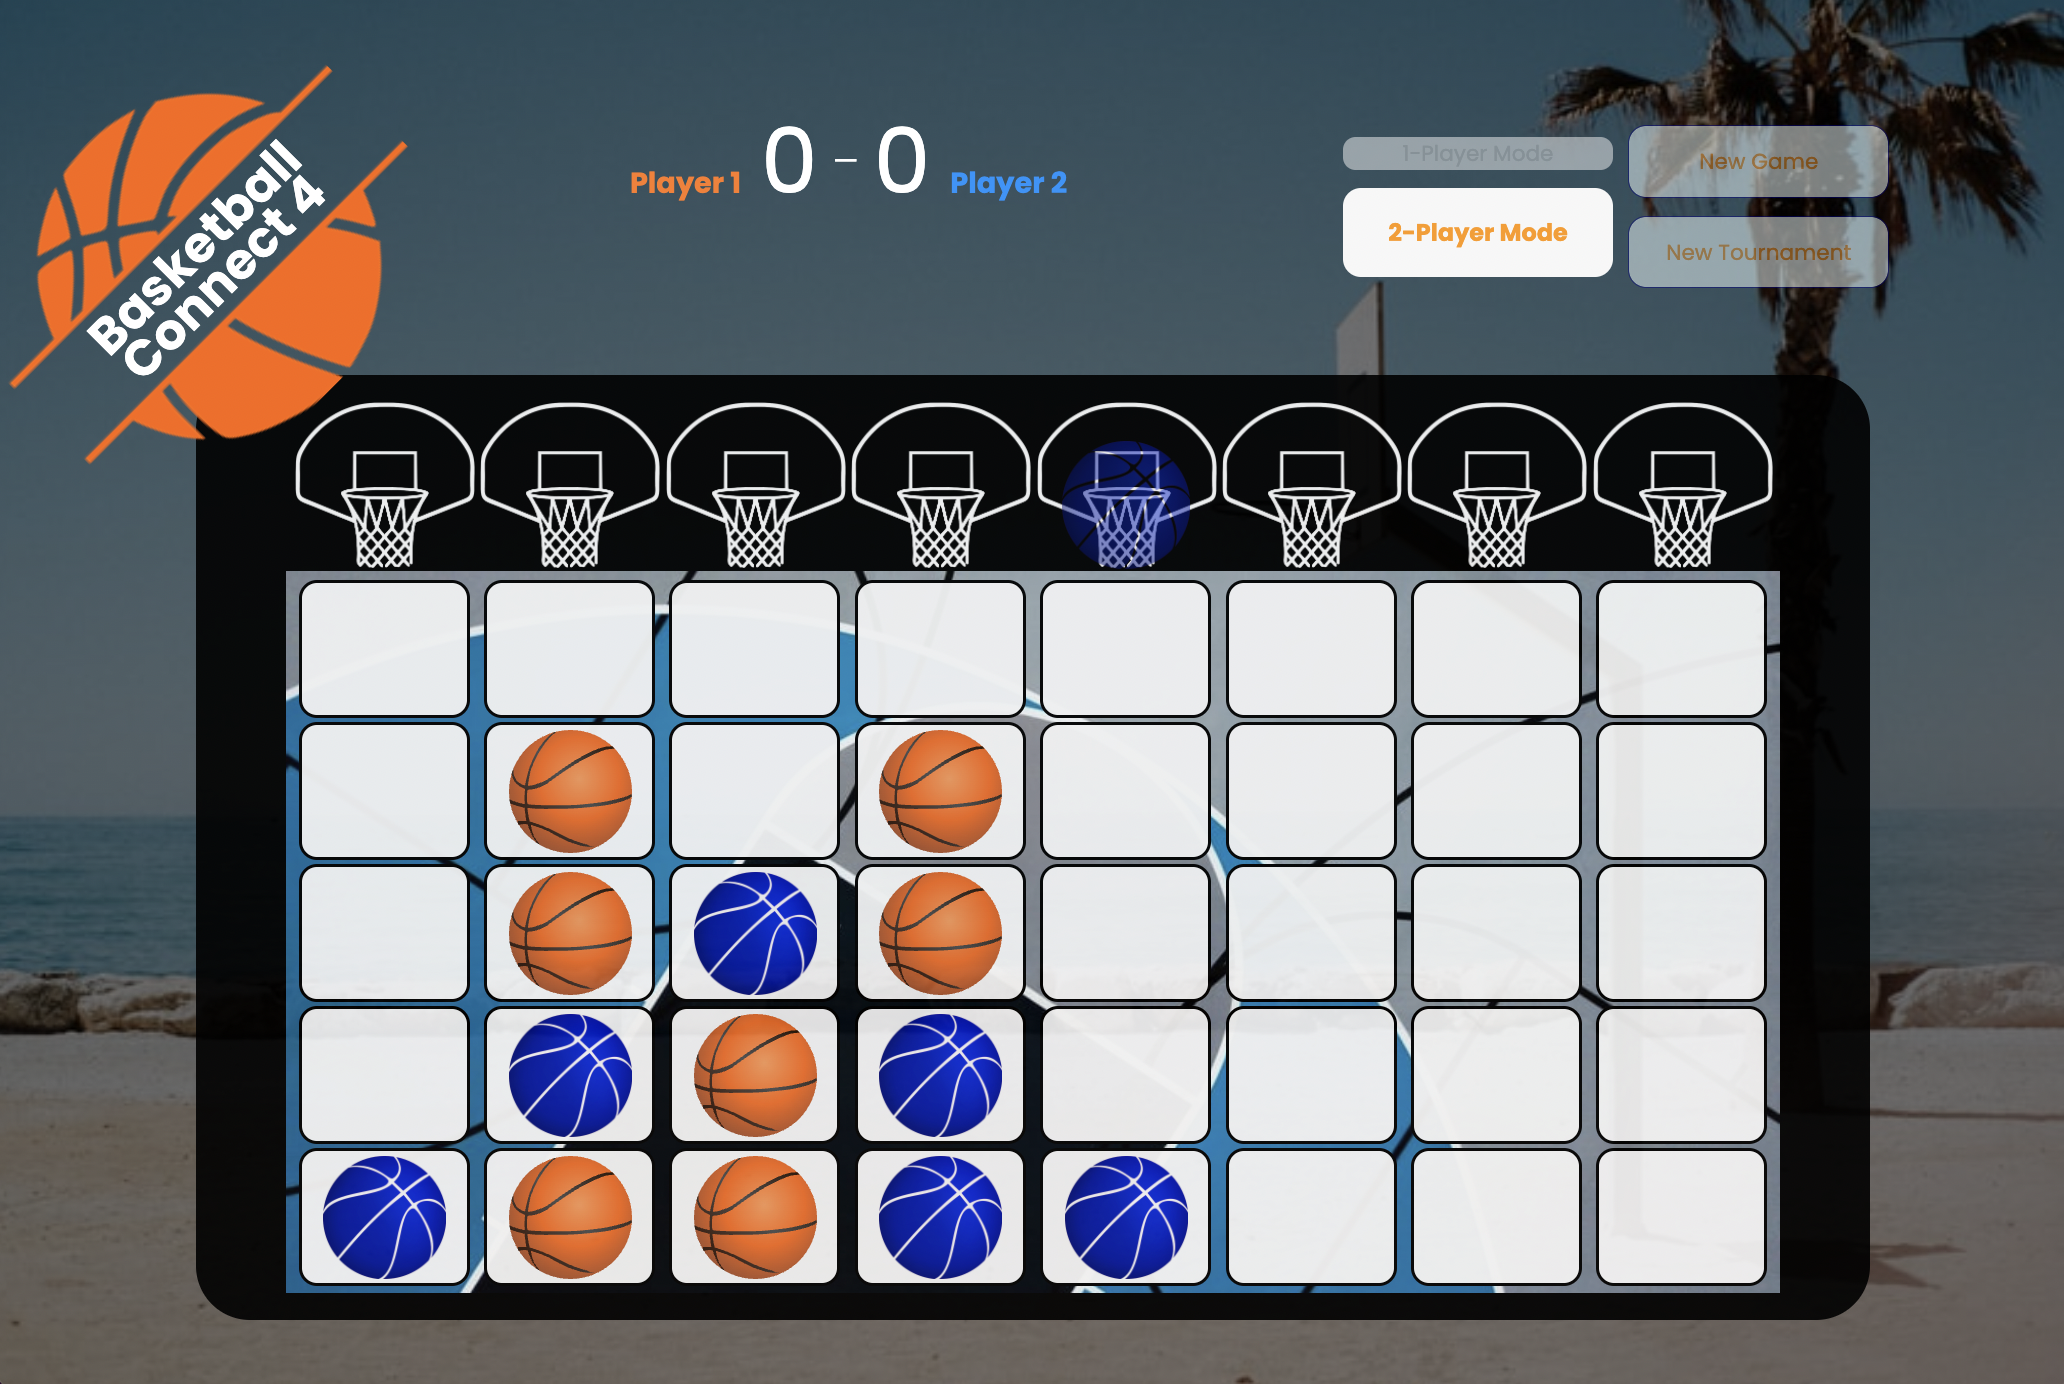 Basketball
Connect 4
Player 1 0 - 0 Player 2
1-Player Mode
2-Player Mode
New Game
New Tournament